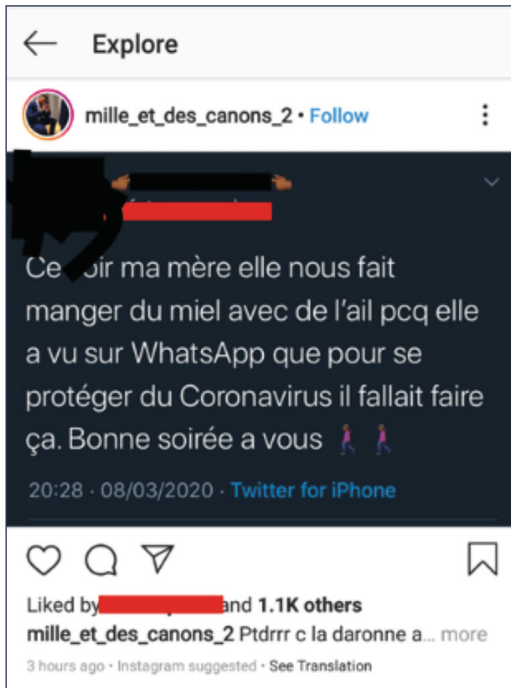 Explore
mille_et_des_canons_2 • Follow
Ce oir ma mère elle nous fait
manger du miel avec de l'ail pcq elle
a vu sur WhatsApp que pour se
protéger du Coronavirus il fallait faire
ça. Bonne soirée a vous
20:28 · 08/03/2020 · Twitter for iPhone
Liked by and 1.1K others
mille_et_des_canons_2 Ptdrrr c la daronne a... more
3 hours ago • Instagram suggested • See Translation